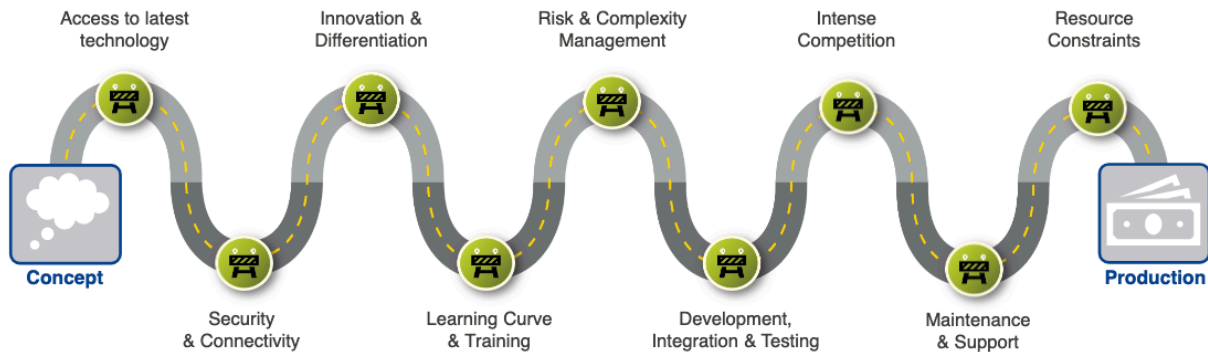 Access to latest
technology
Innovation &
Differentiation
Risk & Complexity
Management
Intense
Competition
Resource
Constraints
Concept
Production
Security
& Connectivity
Learning Curve
& Training
Development,
Integration & Testing
Maintenance
& Support